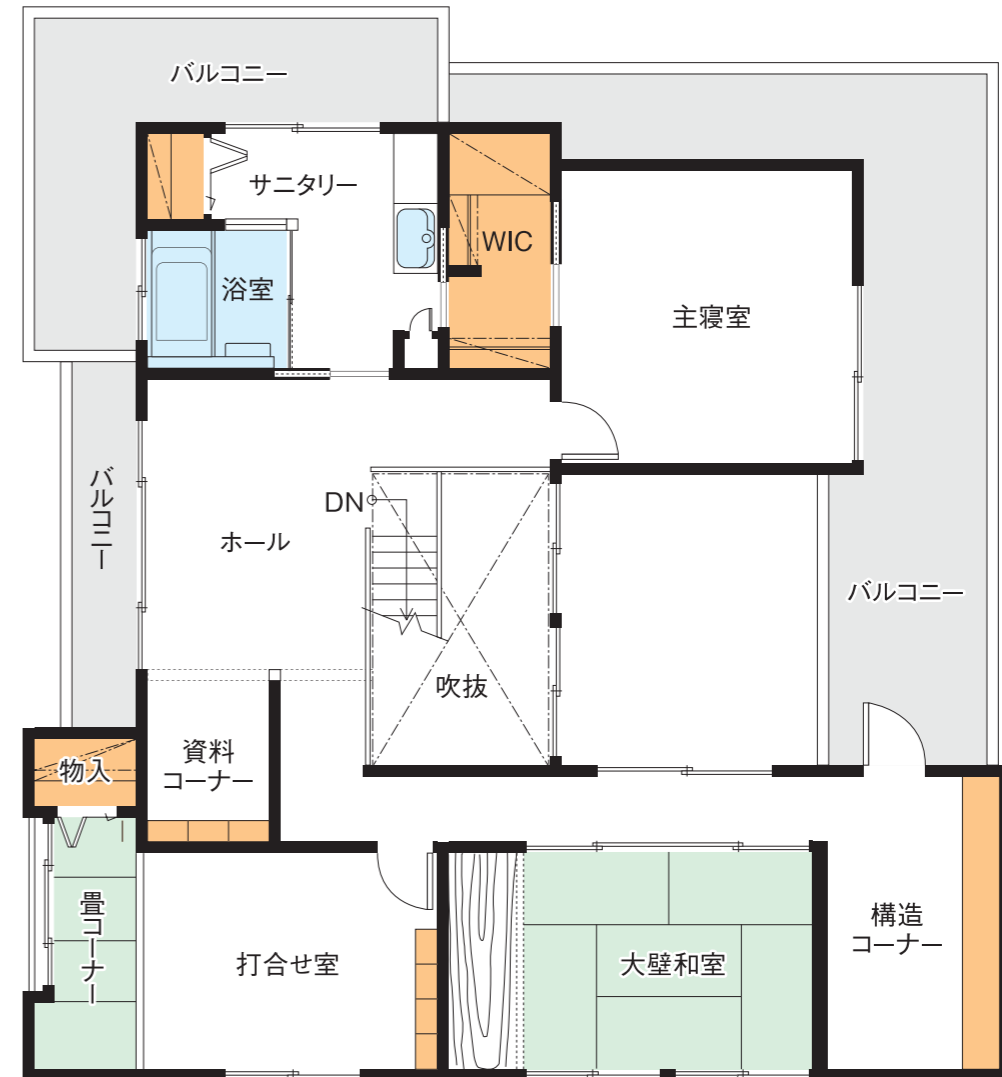 バルコニー
サニタリー
WIC
浴室
主寝室
バルコニー
DN
ホール
バルコニー
吹抜
資料
コーナー
物入
畳コーナー
打合せ室
大壁和室
構造
コーナー